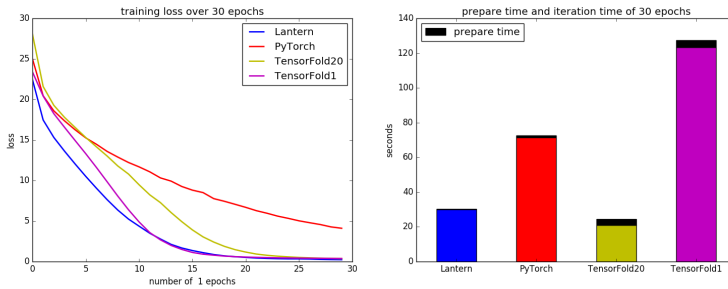 training loss over 30 epochs
loss
35
30
25
20
15
10
5
0
0 5 10 15 20 25 30
number of 1 epochs
Lantern
PyTorch
TensorFold20
TensorFold1
prepare time and iteration time of 30 epochs
seconds
140
120
100
80
60
40
20
0
prepare time
Lantern PyTorch TensorFold20 TensorFold1